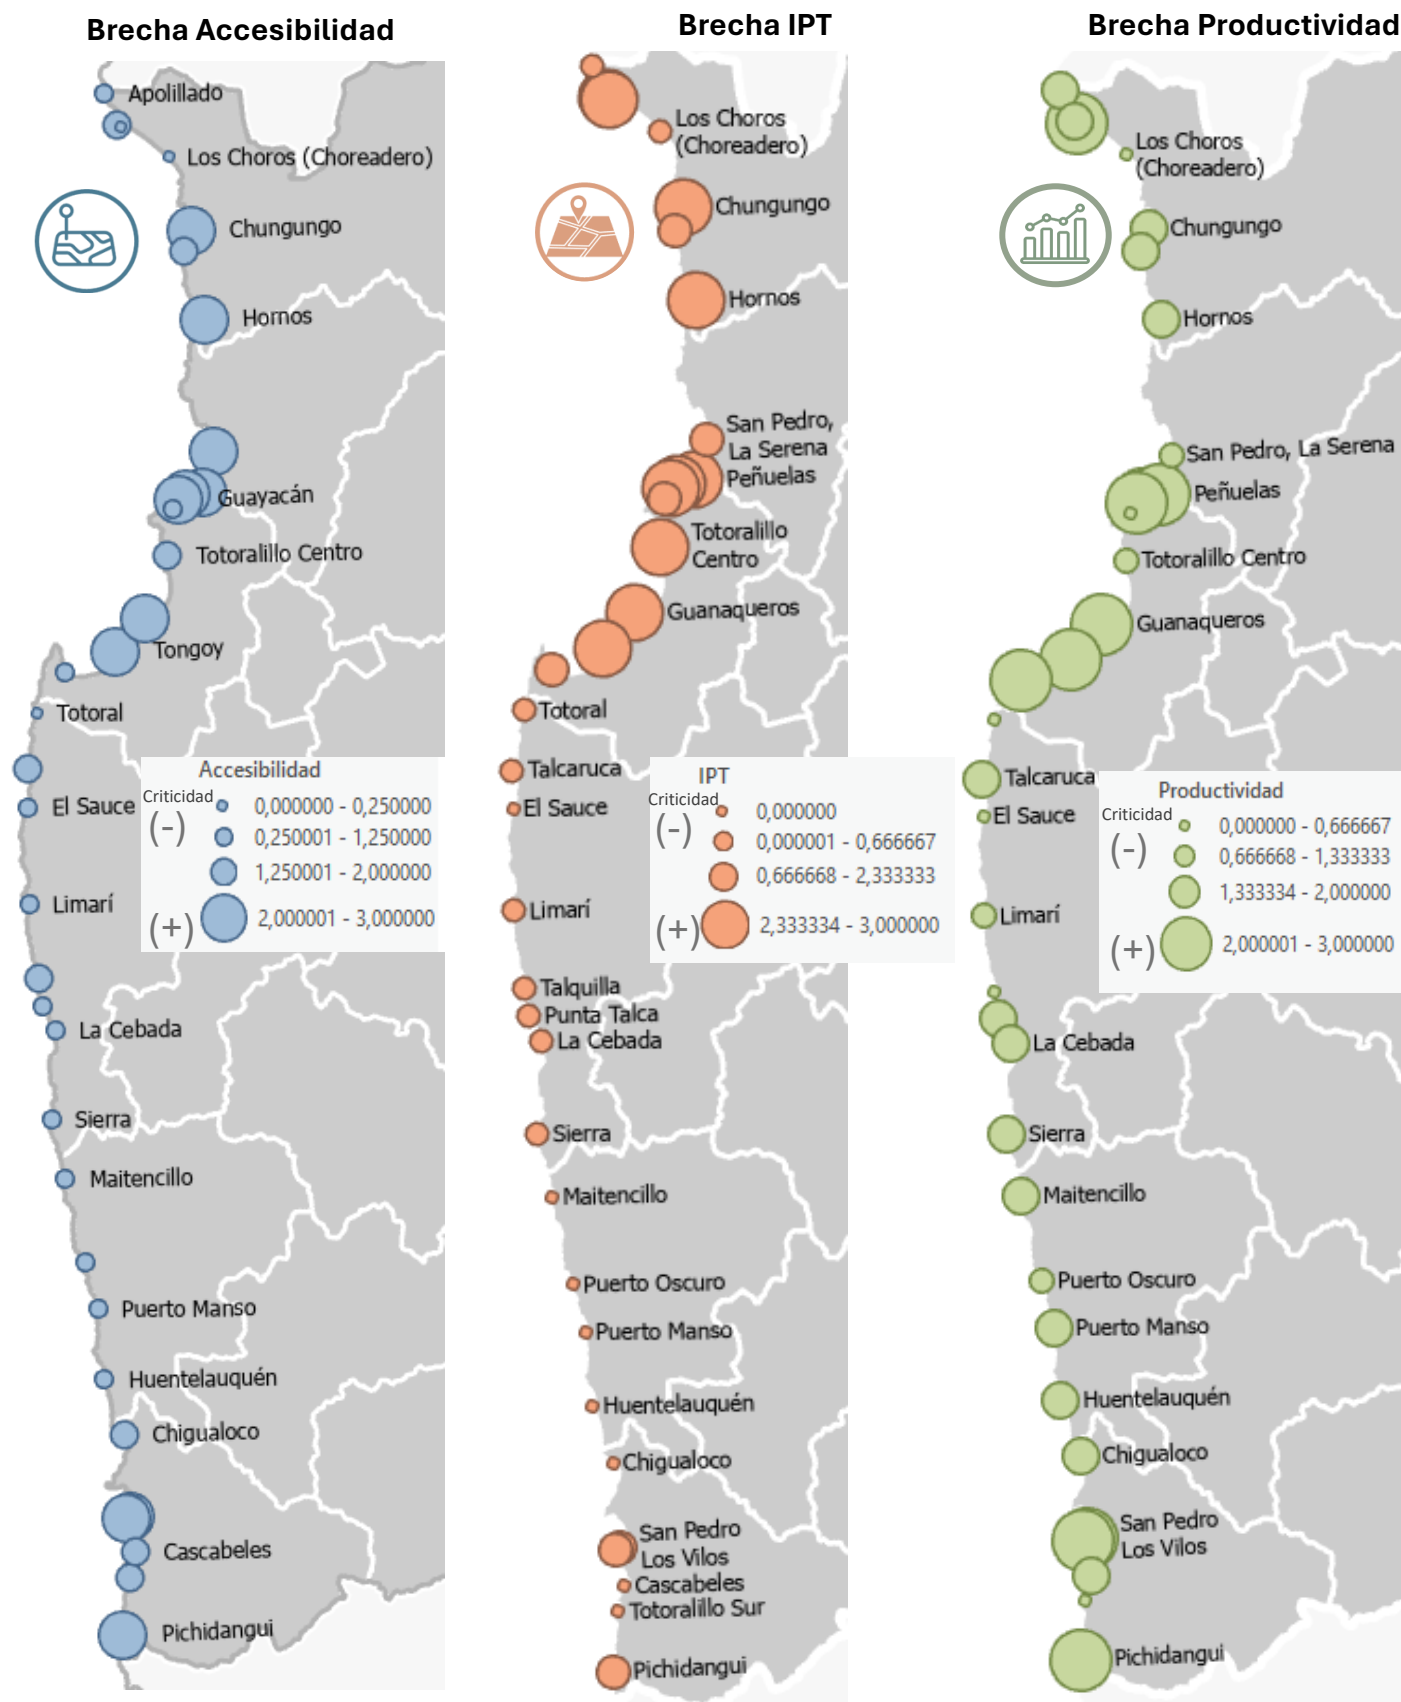 Brecha Accesibilidad
Apolillado
Los Choros (Choreadero)
Chungungo
Hornos
Guayacán
Totoralillo Centro
Tongoy
Totoral
El Sauce
Limarí
La Cebada
Sierra
Maitencillo
Puerto Manso
Huentelauquén
Chigualoco
Cascabeles
Pichidangui
Accesibilidad
Criticidad
(-)
(+)
0,000000 - 0,250000
0,250001 - 1,250000
1,250001 - 2,000000
2,000001 - 3,000000
Brecha IPT
Los Choros
(Choreadero)
Chungungo
Hornos
San Pedro,
La Serena
Peñuelas
Totoralillo
Centro
Guanaqueros
Totoral
Talcaruca
El Sauce
Limarí
Talquilla
Punta Talca
La Cebada
Sierra
Maitencillo
Puerto Oscuro
Puerto Manso
Huentelauquén
Chigualoco
San Pedro
Los Vilos
Cascabeles
Totoralillo Sur
Pichidangui
IPT
Criticidad
(-)
(+)
0,000000
0,000001 - 0,666667
0,666668 - 2,333333
2,333334 - 3,000000
Brecha Productividad
Los Choros
(Choreadero)
Chungungo
Hornos
San Pedro, La Serena
Peñuelas
Totoralillo Centro
Guanaqueros
Talcaruca
El Sauce
Limarí
La Cebada
Sierra
Maitencillo
Puerto Oscuro
Puerto Manso
Huentelauquén
Chigualoco
San Pedro
Los Vilos
Pichidangui
Productividad
Criticidad
(-)
(+)
0,000000 - 0,666667
0,666668 - 1,333333
1,333334 - 2,000000
2,000001 - 3,000000